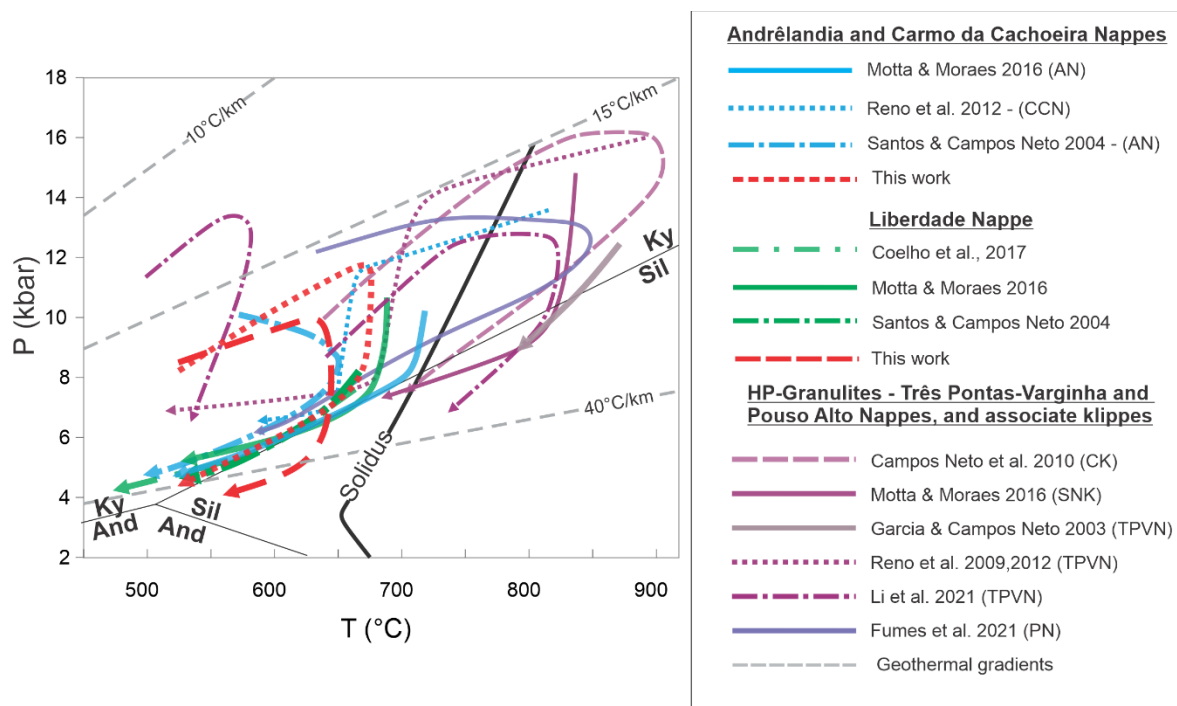 18
16
14
12
10
8
6
4
2
P (kbar)
500
600
700
800
900
T (°C)
10°C/km
15°C/km
40°C/km
Ky
Sil
Solidus
Ky
And
Sil
And
Andrêlandia and Carmo da Cachoeira Nappes
Motta & Moraes 2016 (AN)
Reno et al. 2012 - (CCN)
Santos & Campos Neto 2004 - (AN)
This work
Liberdade Nappe
Coelho et al., 2017
Motta & Moraes 2016
Santos & Campos Neto 2004
This work
HP-Granulites - Três Pontas-Varginha and
Pouso Alto Nappes, and associate klippes
Campos Neto et al. 2010 (CK)
Motta & Moraes 2016 (SNK)
Garcia & Campos Neto 2003 (TPVN)
Reno et al. 2009,2012 (TPVN)
Li et al. 2021 (TPVN)
Fumes et al. 2021 (PN)
Geothermal gradients